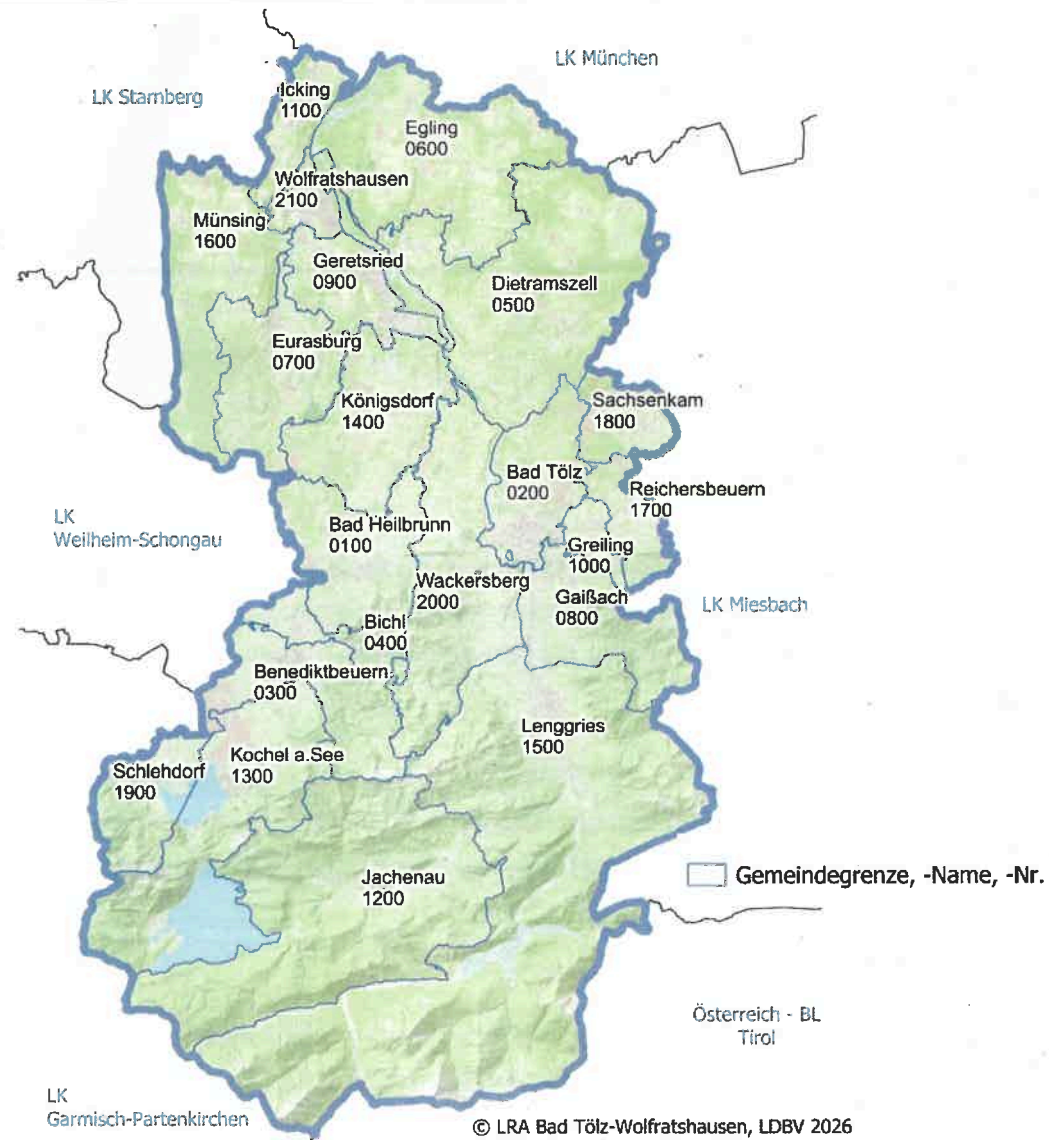 LK München
LK Starnberg
Icking
1100
Egling
0600
Wolfratshausen
2100
Münsing
1600
Geretsried
0900
Dietramszell
0500
Eurasburg
0700
Königsdorf
1400
Sachsenkam
1800
Bad Tölz
0200
Reichersbeuern
1700
LK
Weilheim-Schongau
Bad Heilbrunn
0100
Greiling
1000
Wackersberg
2000
Gaißach
0800
LK Miesbach
Bichl
0400
Benediktbeuern
0300
Lenggries
1500
Kochel a.See
1300
Schlehdorf
1900
Jachenau
1200
Gemeindegrenze, -Name, -Nr.
Österreich - BL
Tirol
LK
Garmisch-Partenkirchen
© LRA Bad Tölz-Wolfratshausen, LDBV 2026